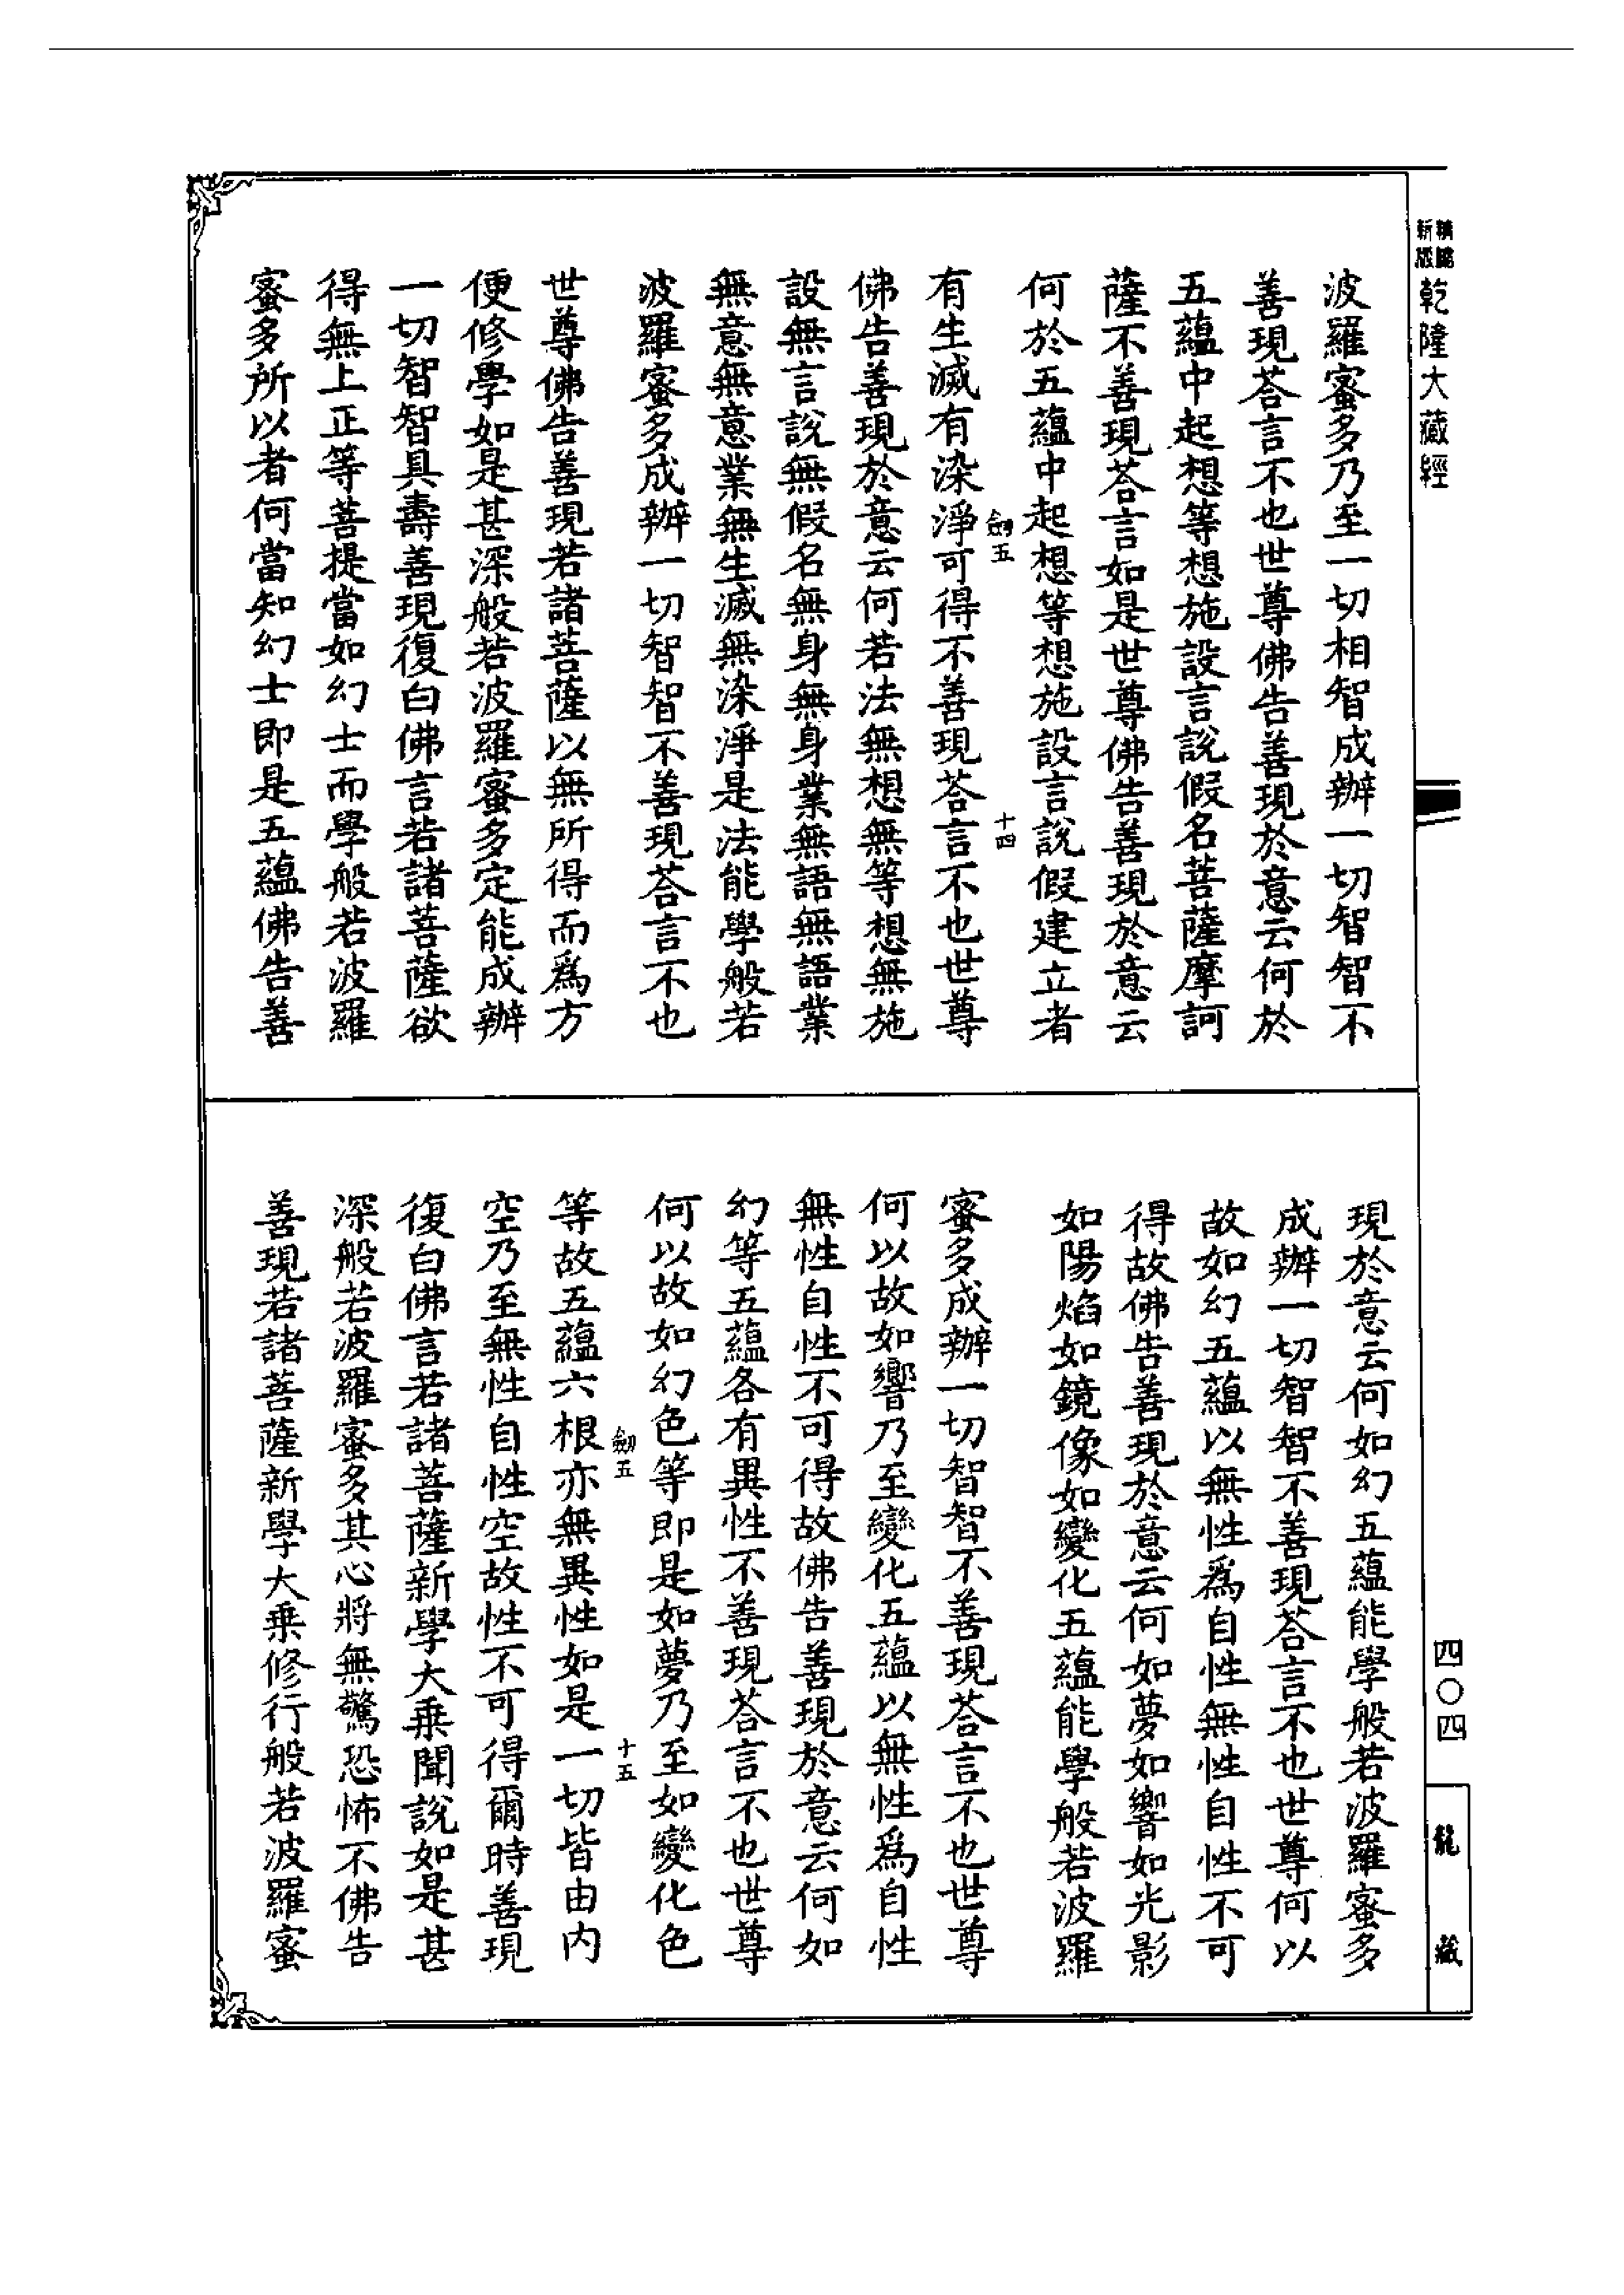 乾隆大藏經
波羅蜜多乃至一切相智成辦一切智智不
善現荅言不也世尊佛告善現於意云何於
五蘊中起想等想施設言說假名菩薩摩訶
薩不善現荅言如是世尊佛告善現於意云
何於五蘊中起想等想施設言說假建立者
劒五
十四
有生滅有染淨可得不善現荅言不也世尊
佛告善現於意云何若法無想無等想無施
設無言說無假名無身無身業無語無語業
無意無意業無生滅無染淨是法能學般若
波羅蜜多成辦一切智智不善現荅言不也
世尊佛告善現若諸菩薩以無所得而爲方
便修學如是甚深般若波羅蜜多定能成辦
一切智智具壽善現復白佛言若諸菩薩欲
得無上正等菩提當如幻士而學般若波羅
蜜多所以者何當知幻士即是五蘊佛告善
現於意云何如幻五蘊能學般若波羅蜜多
成辦一切智智不善現荅言不也世尊何以
故如幻五蘊以無性爲自性無性自性不可
得故佛告善現於意云何如夢如響如光影
如陽焰如鏡像如變化五蘊能學般若波羅
蜜多成辦一切智智不善現荅言不也世尊
何以故如響乃至變化五蘊以無性爲自性
無性自性不可得故佛告善現於意云何如
幻等五蘊各有異性不善現荅言不也世尊
何以故如幻色等即是如夢乃至如變化色
劒五
十五
等故五蘊六根亦無異性如是一切皆由內
空乃至無性自性空故性不可得爾時善現
復白佛言若諸菩薩新學大乗聞說如是甚
深般若波羅蜜多其心將無驚恐怖不佛告
善現若諸菩薩新學大乗修行般若波羅蜜
四〇四
龍藏